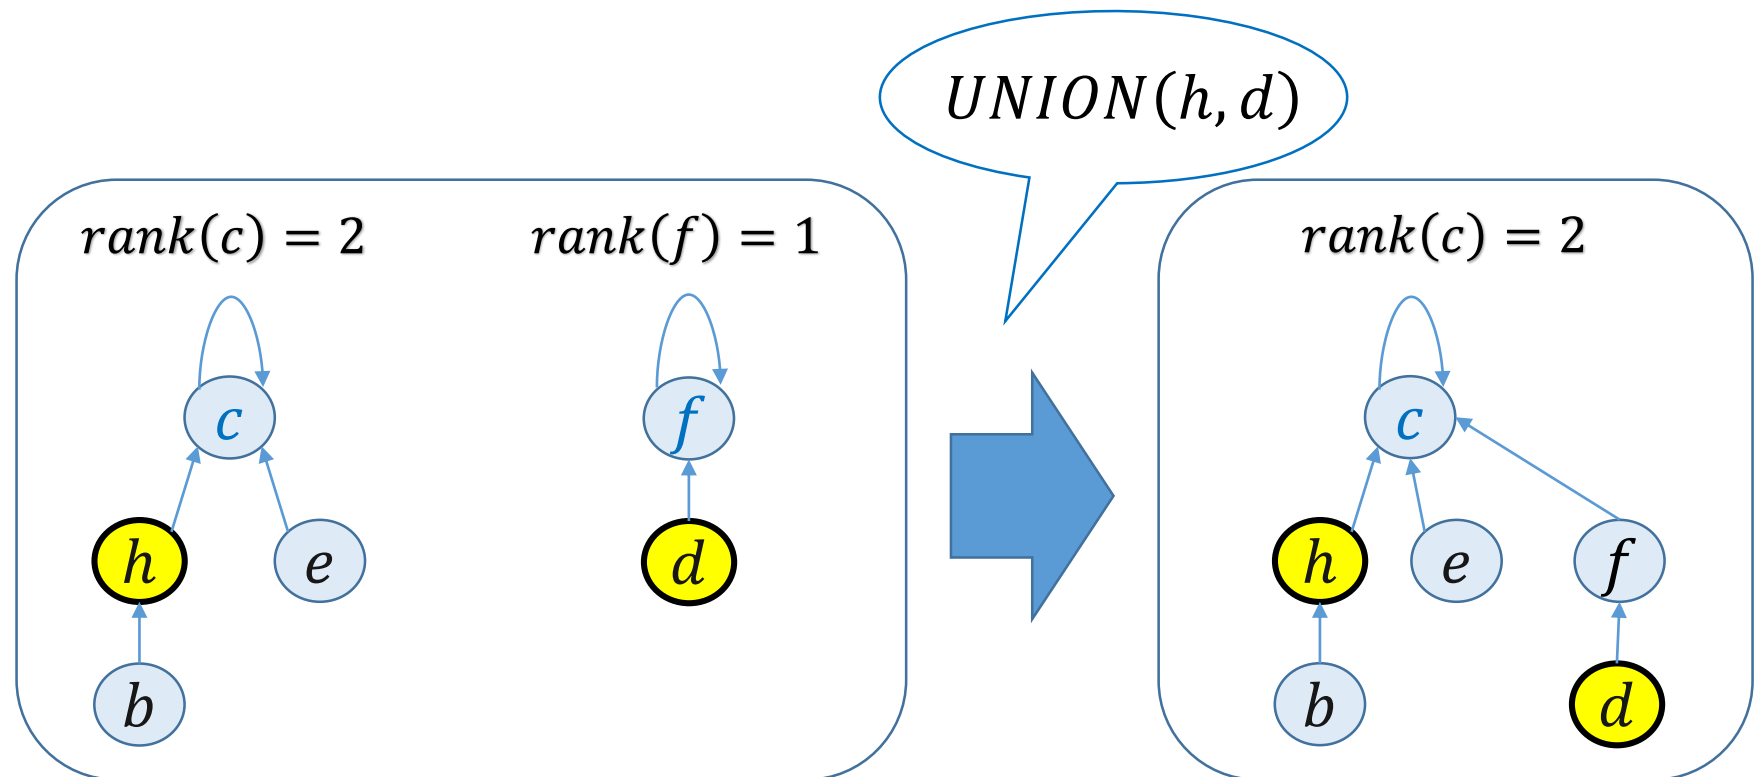 UNION(h, d)
rank(c) = 2
rank(f) = 1
rank(c) = 2
c
f
c
h
e
d
h
e
f
b
b
d